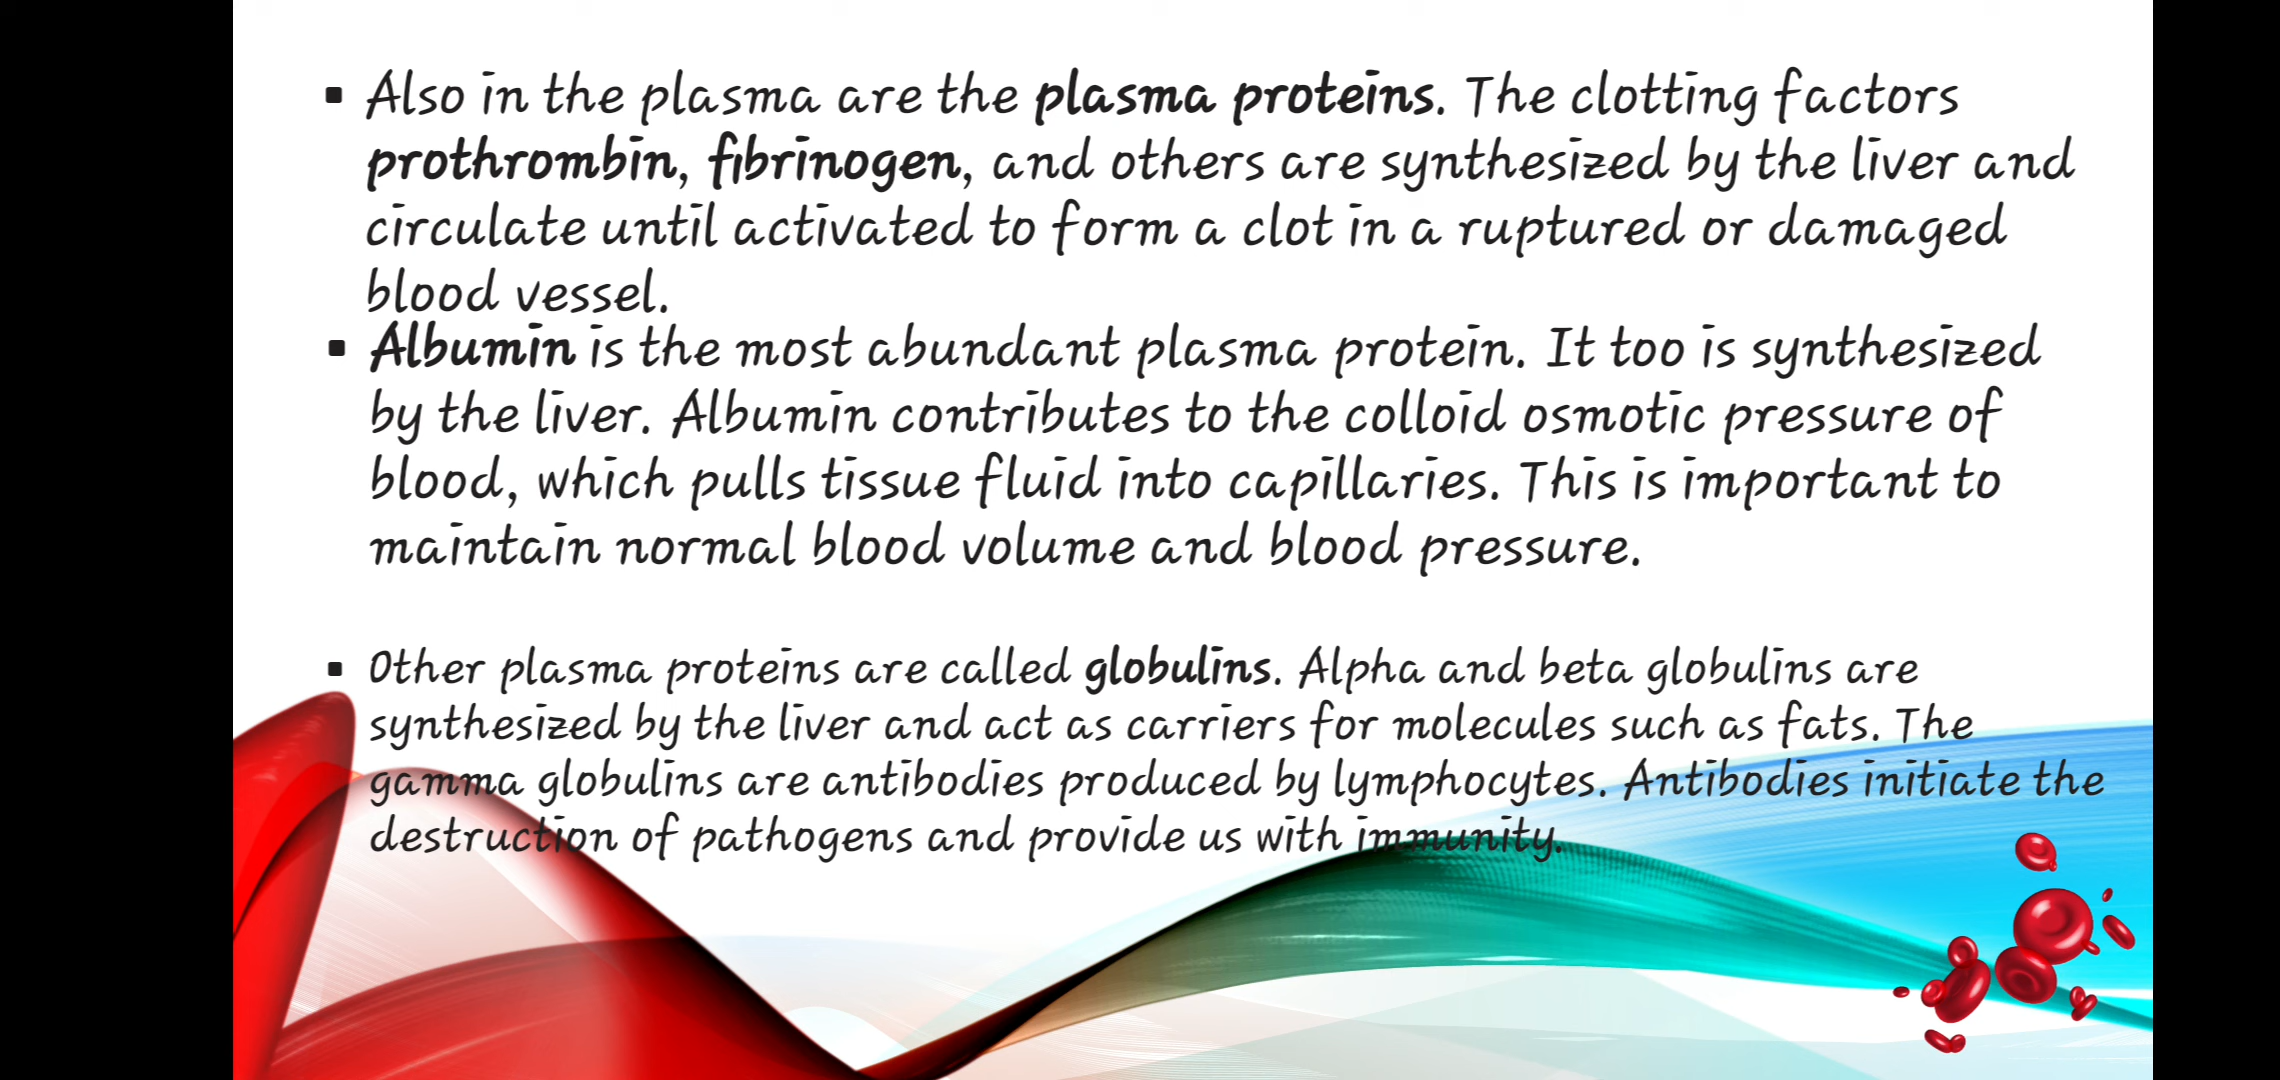 ▪ Also in the plasma are the plasma proteins. The clotting factors
prothrombin, fibrinogen, and others are synthesized by the liver and
circulate until activated to form a clot in a ruptured or damaged
blood vessel.
▪ Albumin is the most abundant plasma protein. It too is synthesized
by the liver. Albumin contributes to the colloid osmotic pressure of
blood, which pulls tissue fluid into capillaries. This is important to
maintain normal blood volume and blood pressure.
▪ Other plasma proteins are called globulins. Alpha and beta globulins are
synthesized by the liver and act as carriers for molecules such as fats. The
gamma globulins are antibodies produced by lymphocytes. Antibodies initiate the
destruction of pathogens and provide us with immunity.